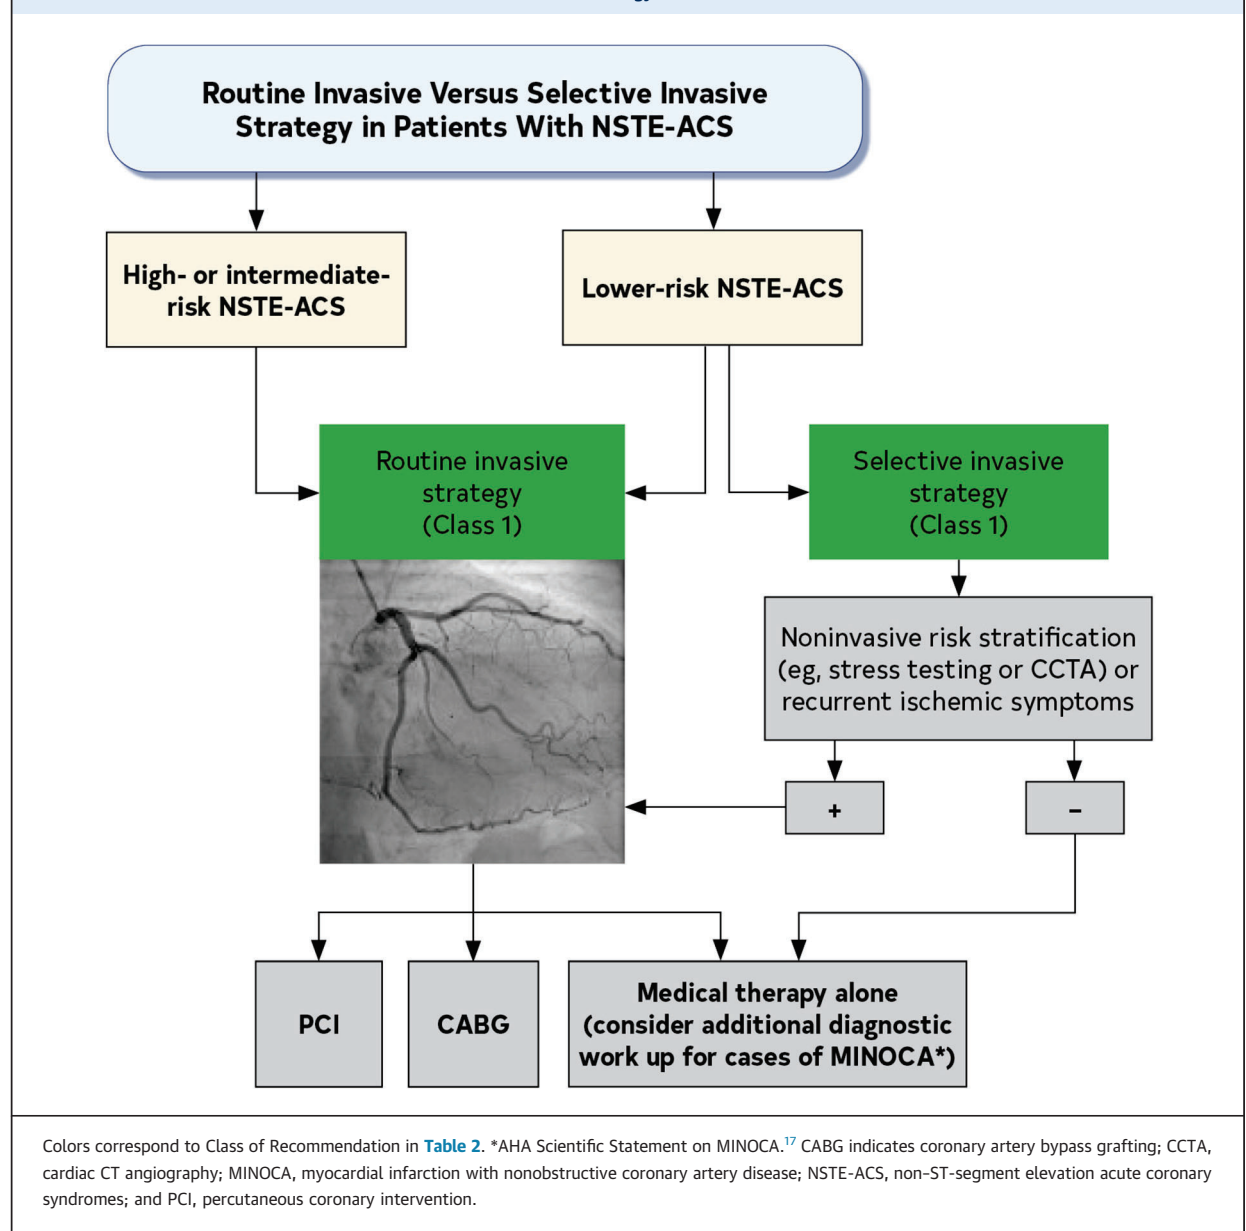 Routine Invasive Versus Selective Invasive
Strategy in Patients With NSTE-ACS
High- or intermediate-
risk NSTE-ACS
Lower-risk NSTE-ACS
Routine invasive
strategy
(Class 1)
Selective invasive
strategy
(Class 1)
Noninvasive risk stratification
(eg, stress testing or CCTA) or
recurrent ischemic symptoms
+
–
PCI
CABG
Medical therapy alone
(consider additional diagnostic
work up for cases of MINOCA*)
Colors correspond to Class of Recommendation in Table 2. *AHA Scientific Statement on MINOCA.17 CABG indicates coronary artery bypass grafting; CCTA,
cardiac CT angiography; MINOCA, myocardial infarction with nonobstructive coronary artery disease; NSTE-ACS, non–ST-segment elevation acute coronary
syndromes; and PCI, percutaneous coronary intervention.